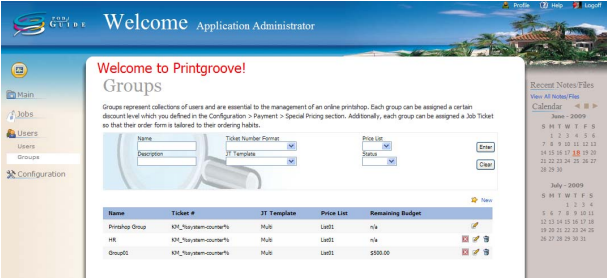 Profile Help Logoff
PODJ GUIDE
Welcome Application Administrator
Main
Jobs
Users
Users
Groups
Configuration
Welcome to Printgroove!
Groups
Groups represent collections of users and are essential to the management of an online printshop. Each group can be assigned a certain
discount level which you defined in the Configuration > Payment > Special Pricing section. Additionally, each group can be assigned a Job Ticket
so that their order form is tailored to their ordering habits.
Name Ticket Number Format Price List
Enter
Description JT Template Status
Clear
New
Name Ticket # JT Template Price List Remaining Budget
Printshop Group KM_%system-counter% Multi List01 n/a
HR KM_%system-counter% Multi List01 n/a
Group01 KM_%system-counter% Multi List01 $500.00
Recent Notes/Files
View All Notes/Files
Calendar
June - 2009
S M T W T F S
1 2 3 4 5 6
7 8 9 10 11 12 13
14 15 16 17 18 19 20
21 22 23 24 25 26 27
28 29 30
July - 2009
S M T W T F S
1 2 3 4
5 6 7 8 9 10 11
12 13 14 15 16 17 18
19 20 21 22 23 24 25
26 27 28 29 30 31